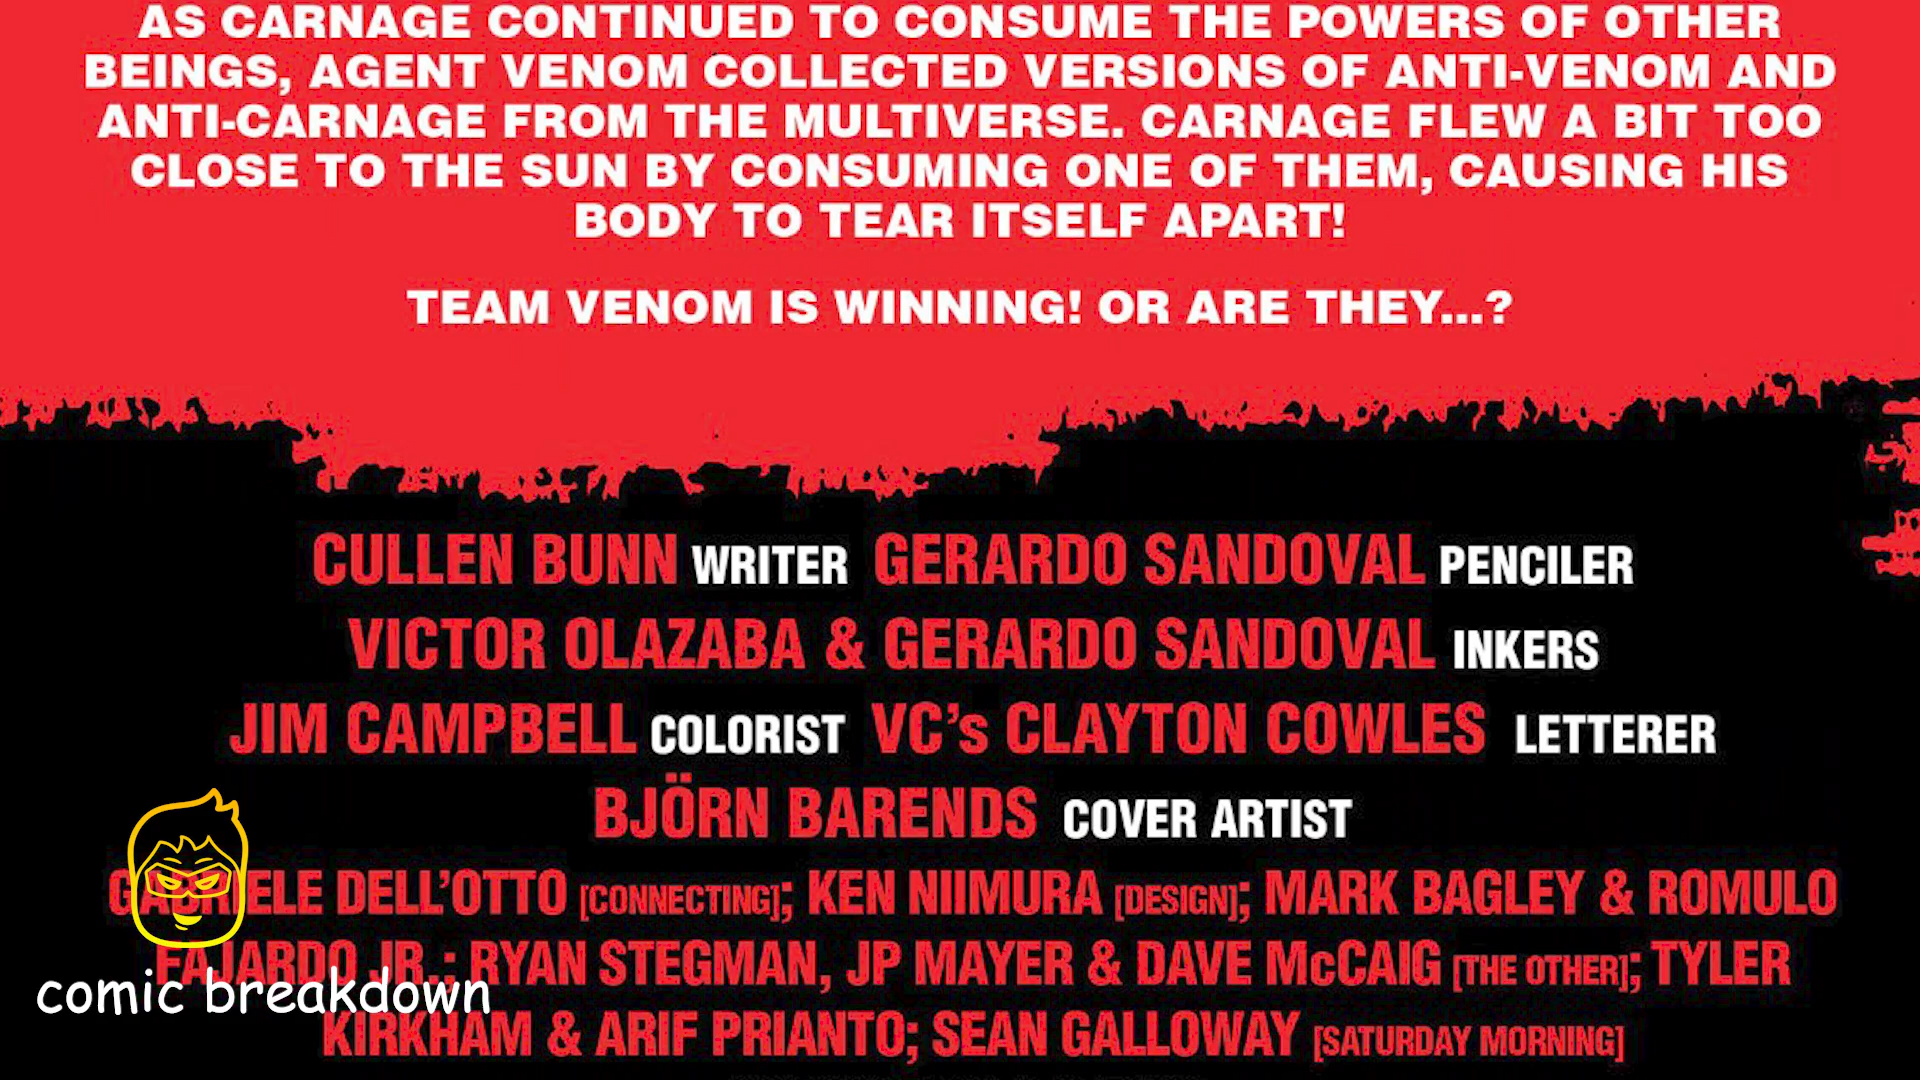 AS CARNAGE CONTINUED TO CONSUME THE POWERS OF OTHER
BEINGS, AGENT VENOM COLLECTED VERSIONS OF ANTI-VENOM AND
ANTI-CARNAGE FROM THE MULTIVERSE. CARNAGE FLEW A BIT TOO
CLOSE TO THE SUN BY CONSUMING ONE OF THEM, CAUSING HIS
BODY TO TEAR ITSELF APART!
TEAM VENOM IS WINNING! OR ARE THEY...?
CULLEN BUNN WRITER GERARDO SANDOVAL PENCILER
VICTOR OLAZABA & GERARDO SANDOVAL INKERS
JIM CAMPBELL COLORIST VC's CLAYTON COWLES LETTERER
BJÖRN BARENDS COVER ARTIST
GABRIELE DELL'OTTO [CONNECTING]; KEN NIIMURA [DESIGN]; MARK BAGLEY & ROMULO
FAJARDO JR.; RYAN STEGMAN, JP MAYER & DAVE McCAIG [THE OTHER]; TYLER
KIRKHAM & ARIF PRIANTO; SEAN GALLOWAY [SATURDAY MORNING]
comic breakdown